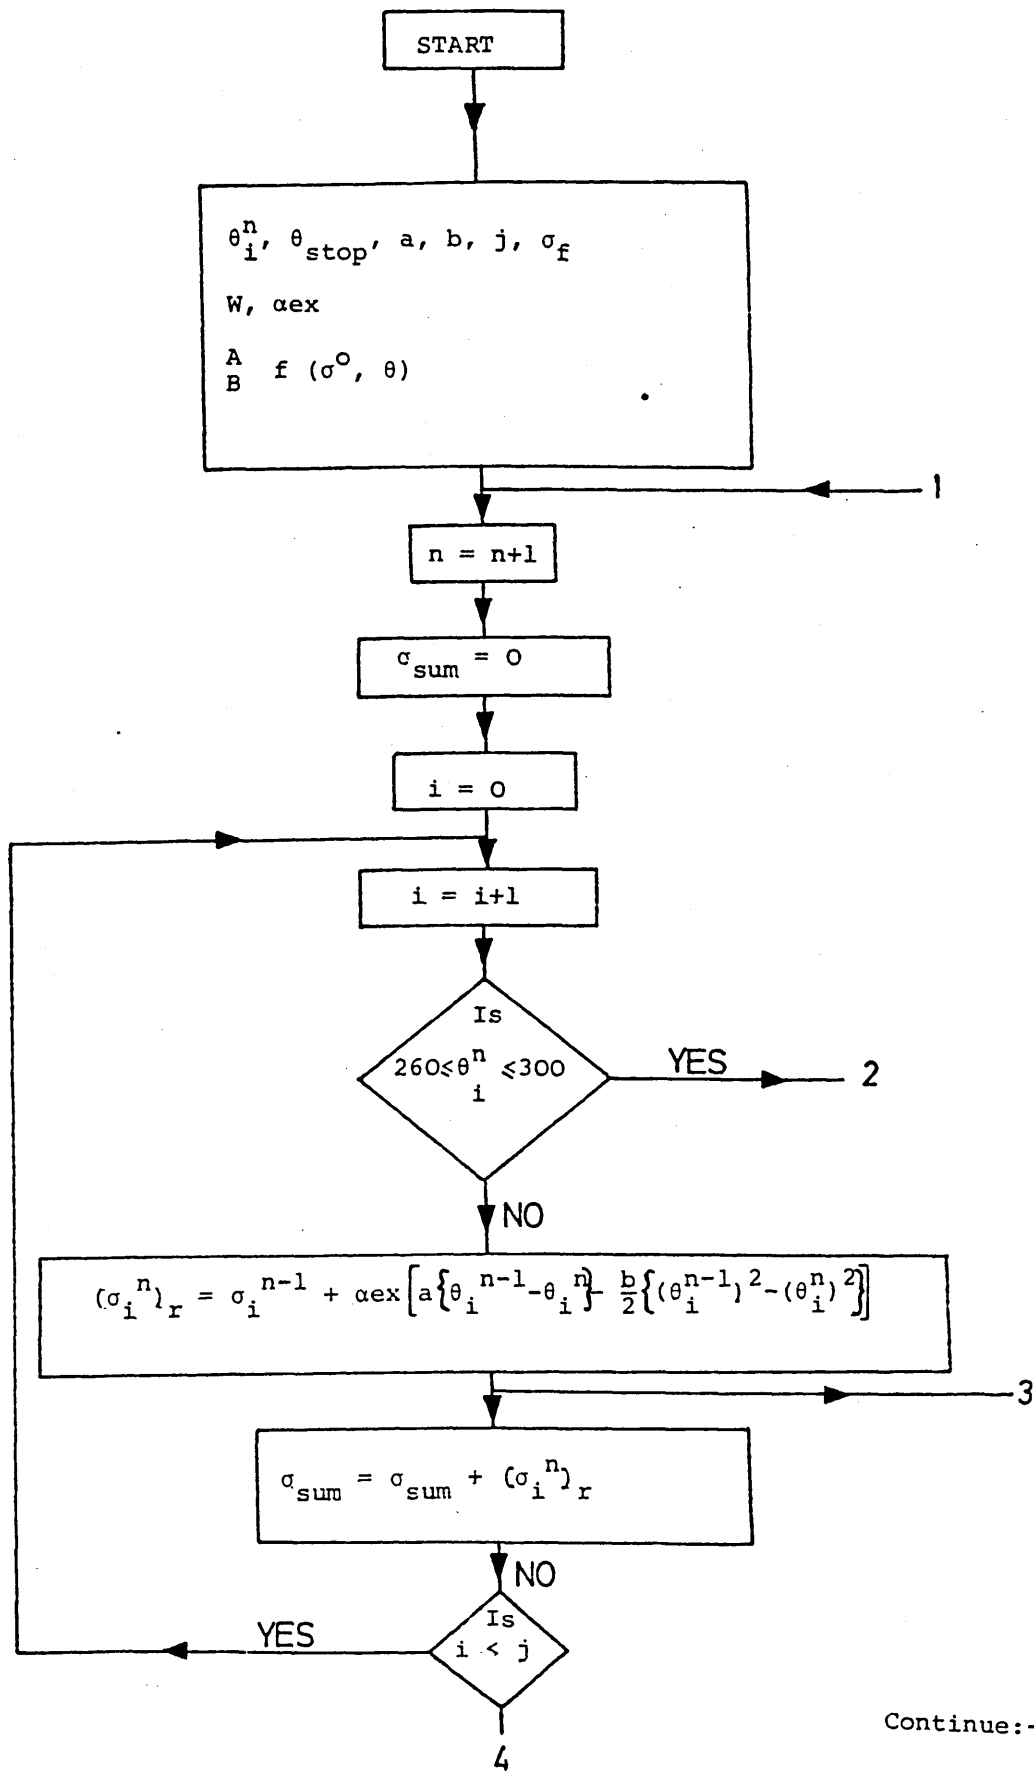 START
θ_i^n, θ_stop, a, b, j, σ_f
W, αex
A
B f (σ^o, θ)
1
n = n+1
σ_sum = 0
i = 0
i = i+1
Is
260≤θ_i^n ≤300
YES
2
NO
(σ_i^n)_r = σ_i^{n-1} + αex[a{θ_i^{n-1}-θ_i^n}- b/2{(θ_i^{n-1})^2-(θ_i^n)^2}]
3
σ_sum = σ_sum + (σ_i^n)_r
NO
Is
i < j
YES
Continue:-
4